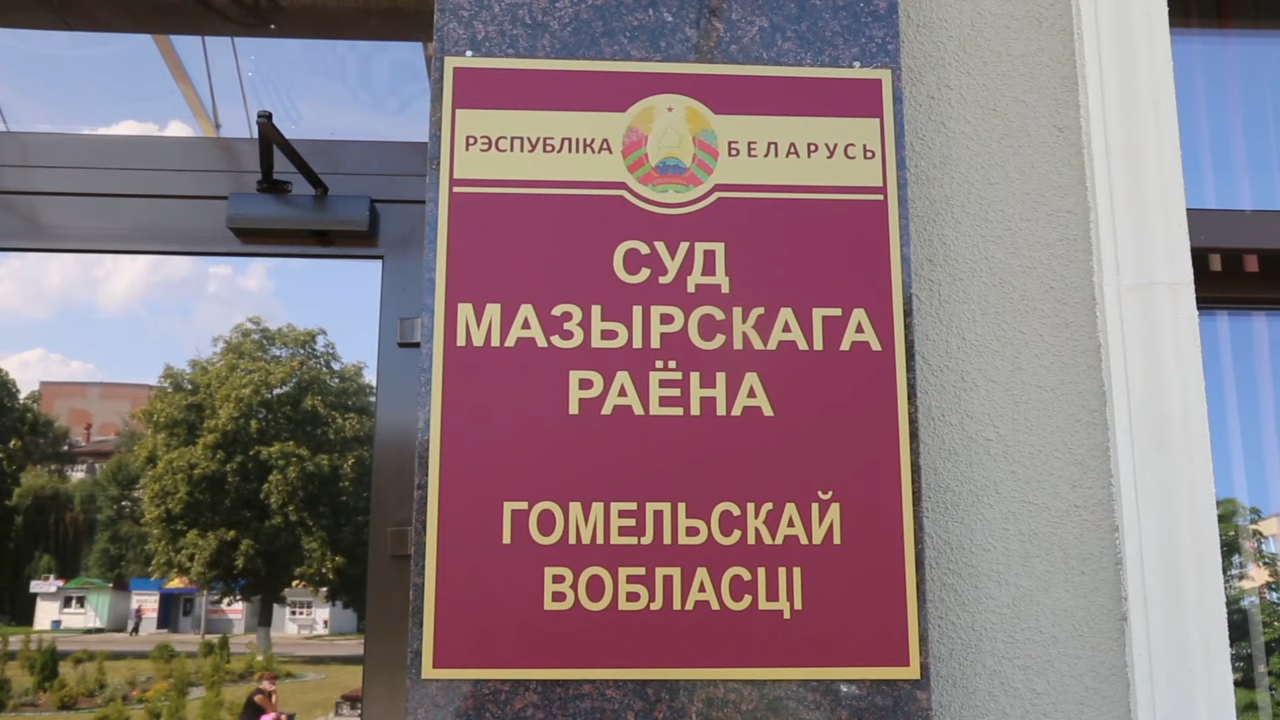 РЭСПУБЛІКА БЕЛАРУСЬ
СУД
МАЗЫРСКАГА
РАЁНА
ГОМЕЛЬСКАЙ
ВОБЛАСЦІ